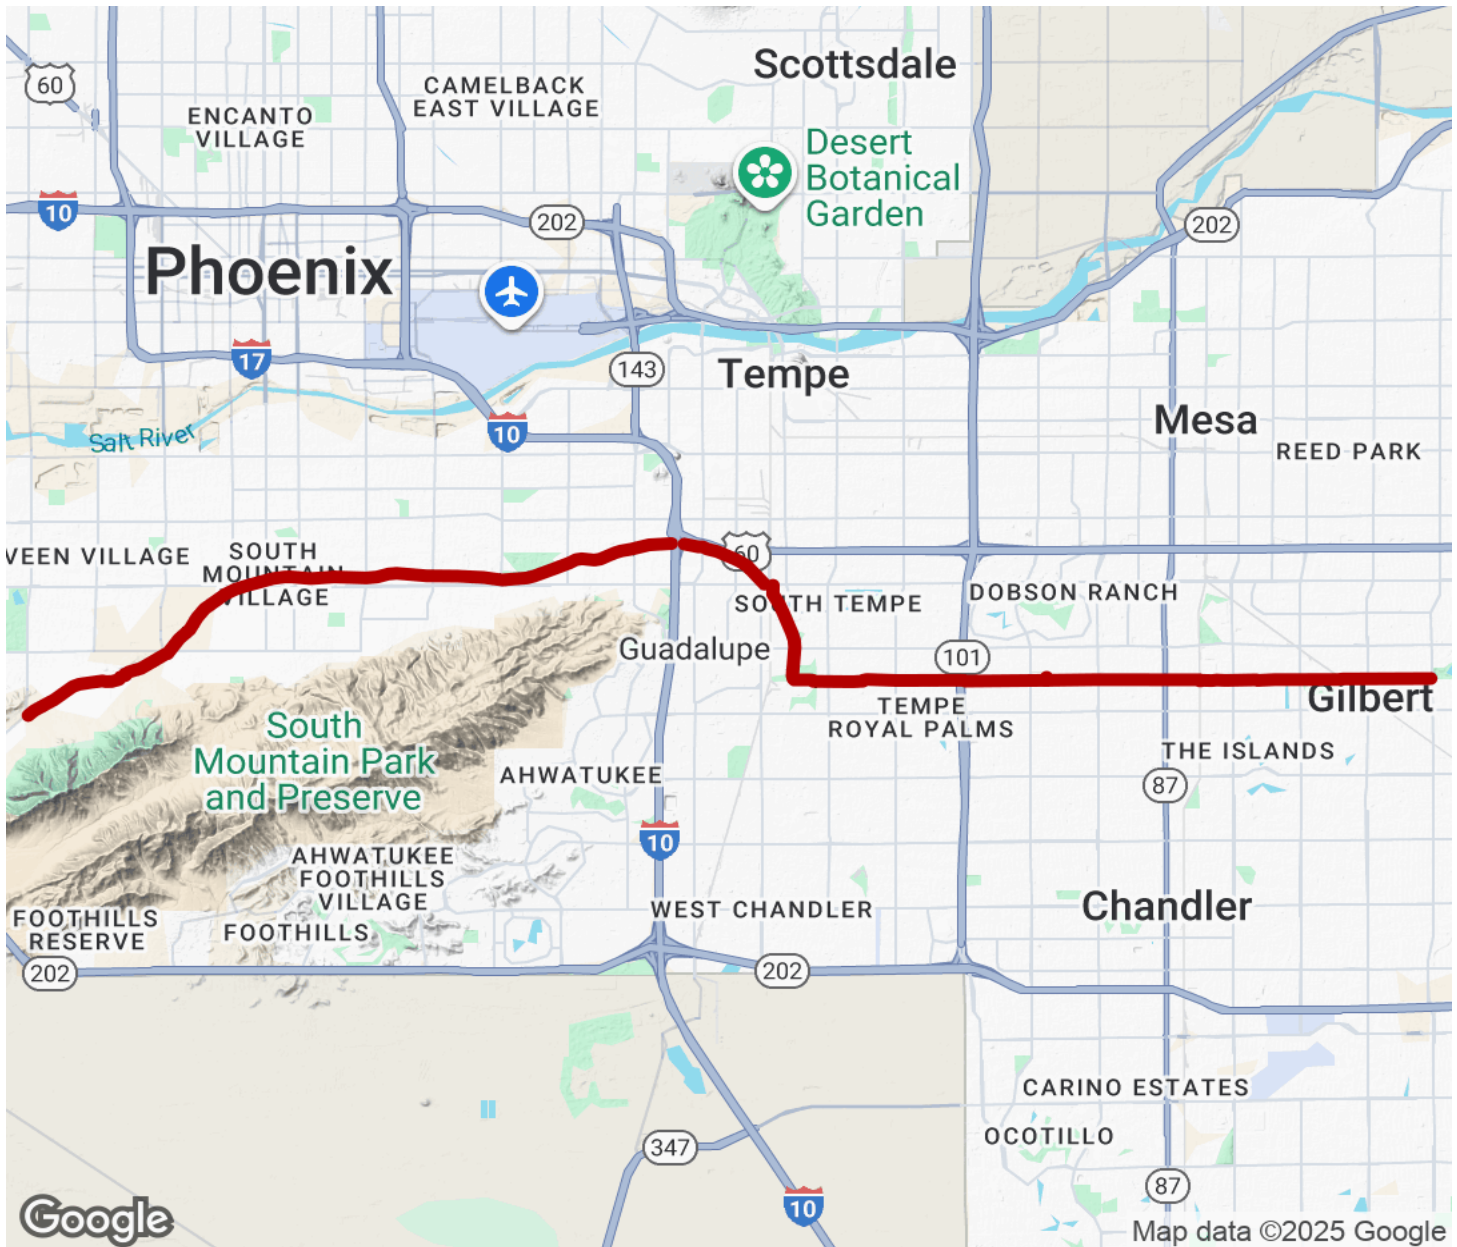 Scottsdale
60
CAMELBACK
EAST VILLAGE
ENCANTO
VILLAGE
Desert
Botanical
Garden
10
202
202
Phoenix
17
143
Tempe
Mesa
10
Salt River
REED PARK
VEEN VILLAGE
SOUTH
MOUNTAIN
VILLAGE
60
DOBSON RANCH
SOUTH TEMPE
Guadalupe
101
Gilbert
TEMPE
ROYAL PALMS
South
Mountain Park
and Preserve
THE ISLANDS
AHWATUKEE
87
10
AHWATUKEE
FOOTHILLS
VILLAGE
Chandler
WEST CHANDLER
FOOTHILLS
RESERVE
FOOTHILLS
202
202
CARINO ESTATES
OCOTILLO
347
87
10
Google
Map data ©2025 Google